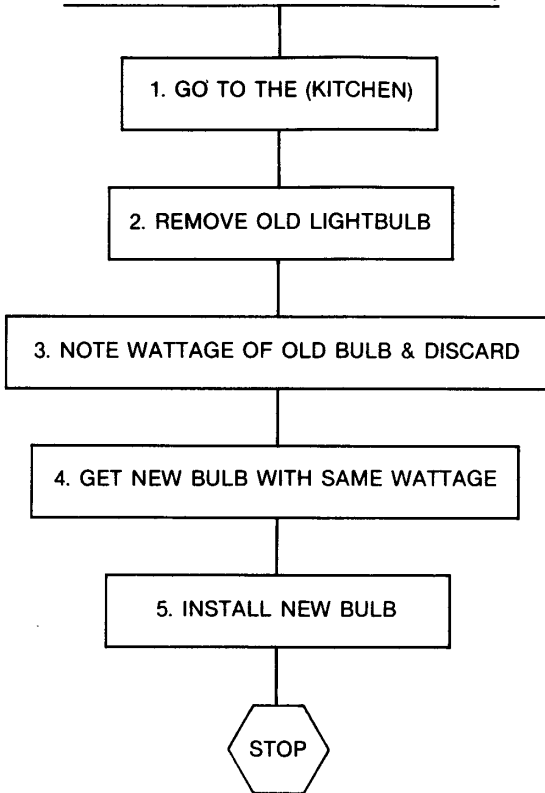 1. GO TO THE (KITCHEN)
2. REMOVE OLD LIGHTBULB
3. NOTE WATTAGE OF OLD BULB & DISCARD
4. GET NEW BULB WITH SAME WATTAGE
5. INSTALL NEW BULB
STOP